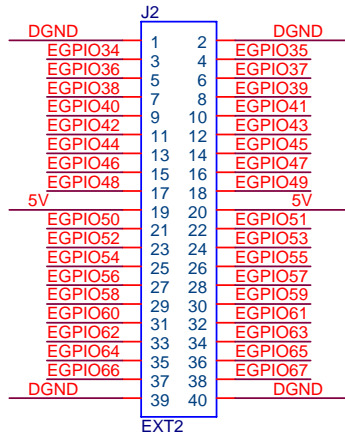 J2
DGND 1 2 DGND
EGPIO34 3 4 EGPIO35
EGPIO36 5 6 EGPIO37
EGPIO38 7 8 EGPIO39
EGPIO40 9 10 EGPIO41
EGPIO42 11 12 EGPIO43
EGPIO44 13 14 EGPIO45
EGPIO46 15 16 EGPIO47
EGPIO48 17 18 EGPIO49
5V 19 20 5V
EGPIO50 21 22 EGPIO51
EGPIO52 23 24 EGPIO53
EGPIO54 25 26 EGPIO55
EGPIO56 27 28 EGPIO57
EGPIO58 29 30 EGPIO59
EGPIO60 31 32 EGPIO61
EGPIO62 33 34 EGPIO63
EGPIO64 35 36 EGPIO65
EGPIO66 37 38 EGPIO67
DGND 39 40 DGND
EXT2